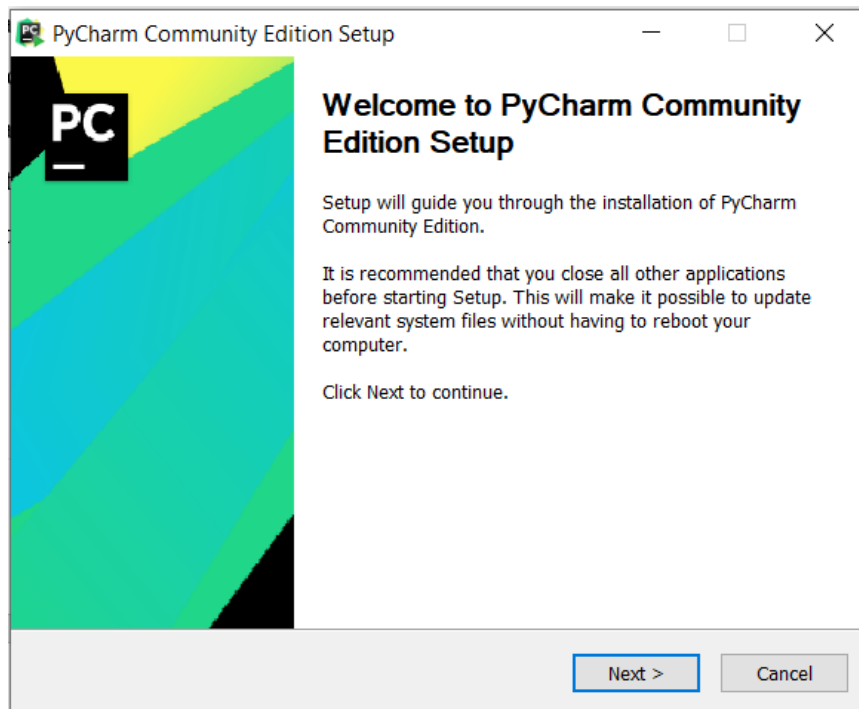 PyCharm Community Edition Setup
PC
Welcome to PyCharm Community
Edition Setup
Setup will guide you through the installation of PyCharm
Community Edition.
It is recommended that you close all other applications
before starting Setup. This will make it possible to update
relevant system files without having to reboot your
computer.
Click Next to continue.
Next >
Cancel